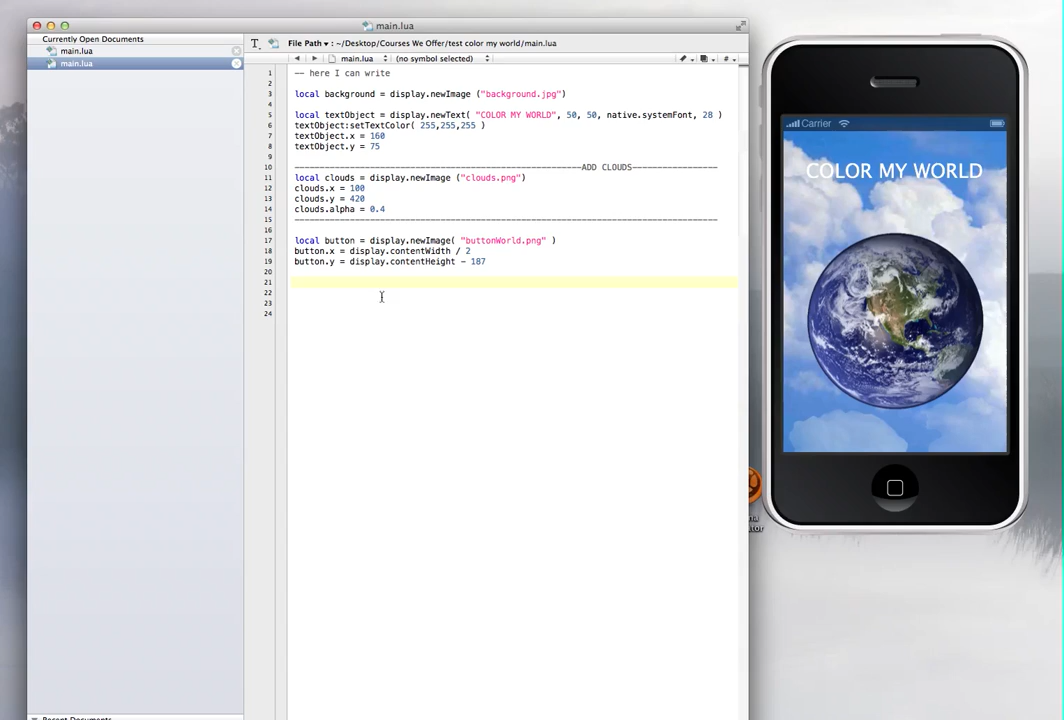 main.lua
Currently Open Documents
main.lua
main.lua
File Path ▾ : ~/Desktop/Courses We Offer/test color my world/main.lua
main.lua (no symbol selected)
1 -- here I can write
2
3 local background = display.newImage ("background.jpg")
4
5 local textObject = display.newText( "COLOR MY WORLD", 50, 50, native.systemFont, 28 )
6 textObject:setTextColor( 255,255,255 )
7 textObject.x = 160
8 textObject.y = 75
9
10 ------------------------------------------------------ADD CLOUDS----------------
11 local clouds = display.newImage ("clouds.png")
12 clouds.x = 100
13 clouds.y = 420
14 clouds.alpha = 0.4
15 --------------------------------------------------------------------------------
16
17 local button = display.newImage( "buttonWorld.png" )
18 button.x = display.contentWidth / 2
19 button.y = display.contentHeight - 187
20
21
22
23
24
Carrier
COLOR MY WORLD